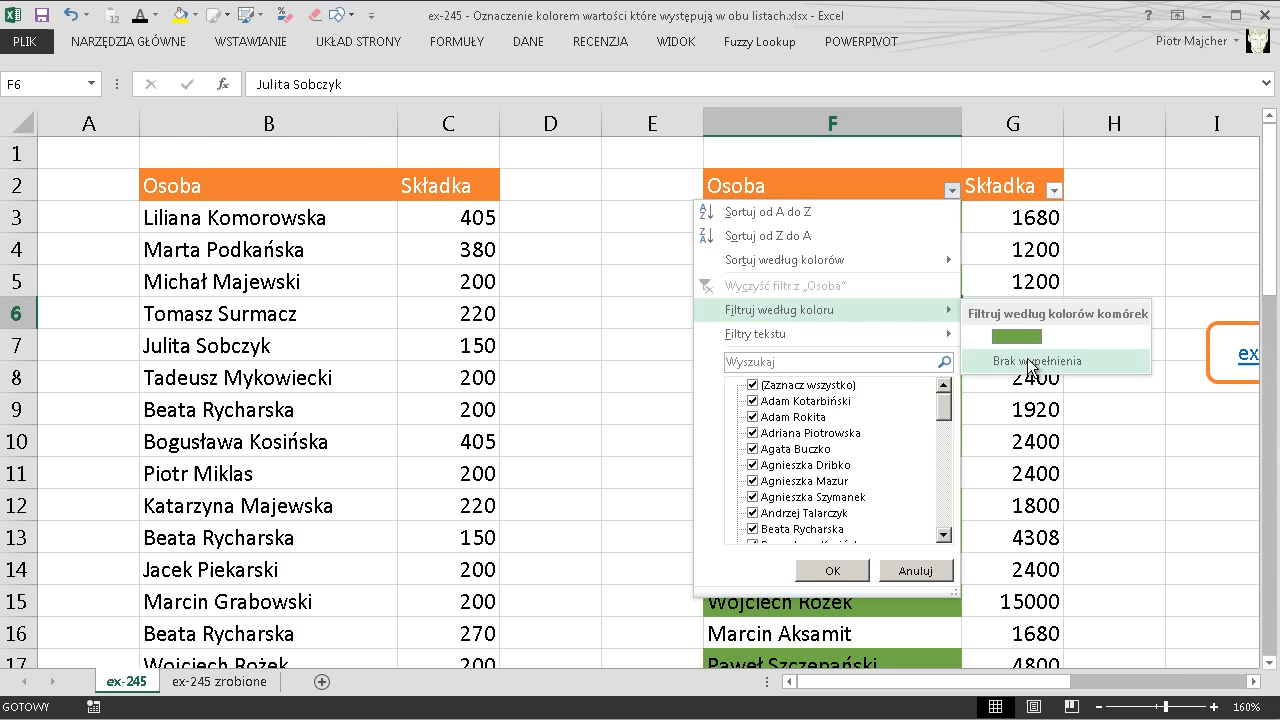 ex-245 - Oznaczenie kolorem wartości które występują w obu listach.xlsx - Excel
PLIK NARZĘDZIA GŁÓWNE WSTAWIANIE UKŁAD STRONY FORMUŁY DANE RECENZJA WIDOK Fuzzy Lookup POWERPIVOT Piotr Majcher
F6 fx Julita Sobczyk
A B C D E F G H I
1
2 Osoba Składka Osoba Składka
3 Liliana Komorowska 405 1680
4 Marta Podkańska 380 1200
5 Michał Majewski 200 1200
6 Tomasz Surmacz 220
7 Julita Sobczyk 150
8 Tadeusz Mykowiecki 200 2400
9 Beata Rycharska 200 1920
10 Bogusława Kosińska 405 2400
11 Piotr Miklas 200 2400
12 Katarzyna Majewska 220 1800
13 Beata Rycharska 150 4308
14 Jacek Piekarski 200 2400
15 Marcin Grabowski 200 Wojciech Rożek 15000
16 Beata Rycharska 270 Marcin Aksamit 1680
17 Wojciech Rożek 200 Paweł Szczepański 4800
Sortuj od A do Z
Sortuj od Z do A
Sortuj według kolorów
Wyczyść filtr z „Osoba”
Filtruj według koloru
Filtry tekstu
Wyszukaj
(Zaznacz wszystko)
Adam Kotarbiński
Adam Rokita
Adriana Piotrowska
Agata Buczko
Agnieszka Dribko
Agnieszka Mazur
Agnieszka Szymanek
Andrzej Talarczyk
Beata Rycharska
OK Anuluj
Filtruj według kolorów komórek
Brak wypełnienia
ex
ex-245 ex-245 zrobione
GOTOWY 160%